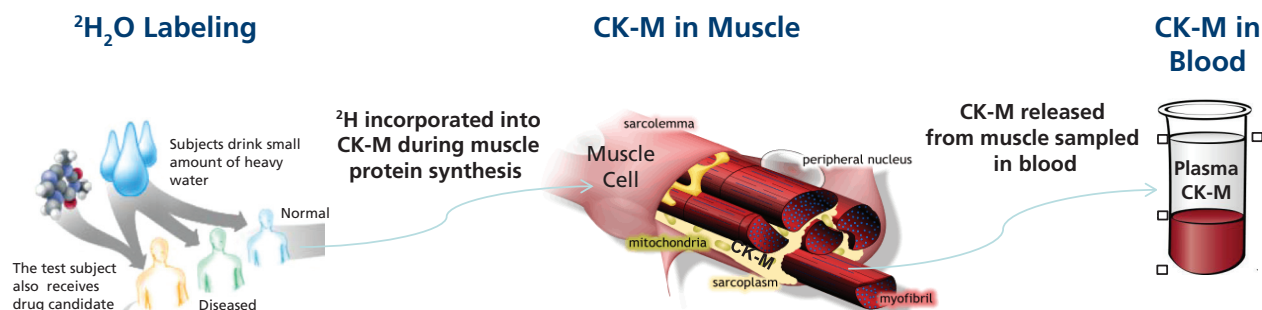 ²H₂O Labeling
Subjects drink small
amount of heavy
water
Normal
The test subject
also receives
drug candidate
Diseased
²H incorporated into
CK-M during muscle
protein synthesis
CK-M in Muscle
sarcolemma
Muscle
Cell
peripheral nucleus
mitochondria
CK-M
sarcoplasm
myofibril
CK-M released
from muscle sampled
in blood
CK-M in
Blood
Plasma
CK-M